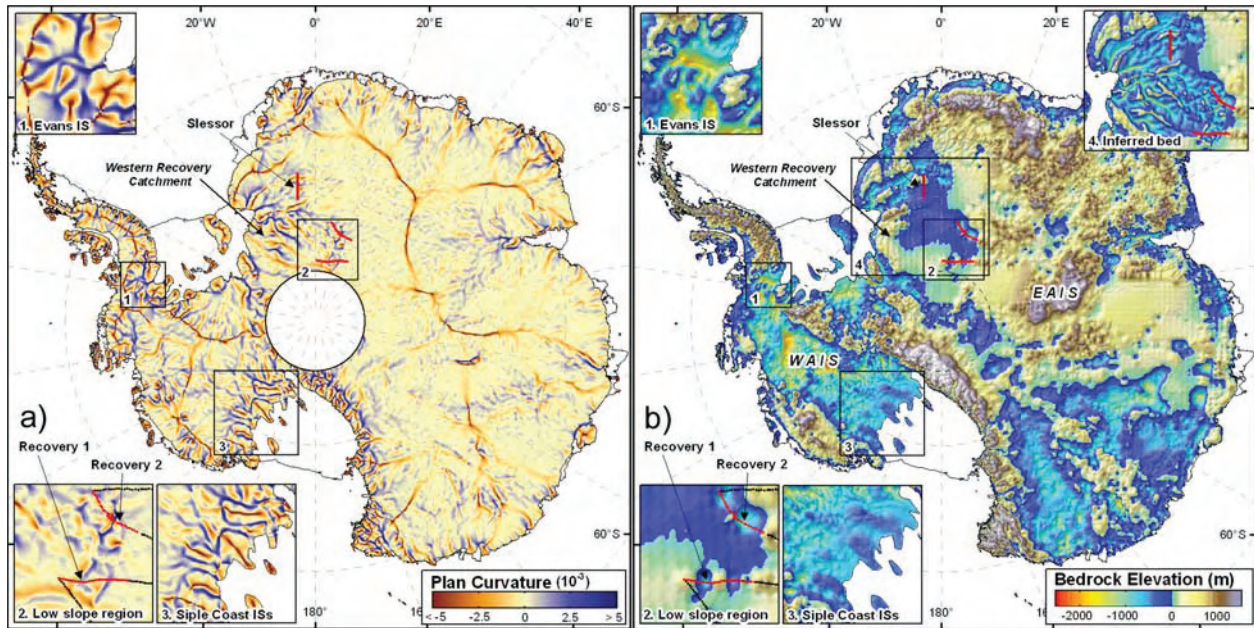 20°W
0°
20°E
1. Evans IS
Slessor
Western Recovery
Catchment
60°S
1
2
3
a)
Recovery 1
Recovery 2
2. Low slope region
3. Siple Coast ISs
60°S
180°
160°
Plan Curvature (10⁻³)
< -5
-2.5
0
2.5
> 5
20°W
0°
20°E
1. Evans IS
Slessor
Western Recovery
Catchment
4. Inferred bed
60°S
4
2
1
EAIS
WAIS
3
b)
Recovery 1
Recovery 2
2. Low slope region
3. Siple Coast ISs
60°S
180°
160°
Bedrock Elevation (m)
-2000
-1000
0
1000